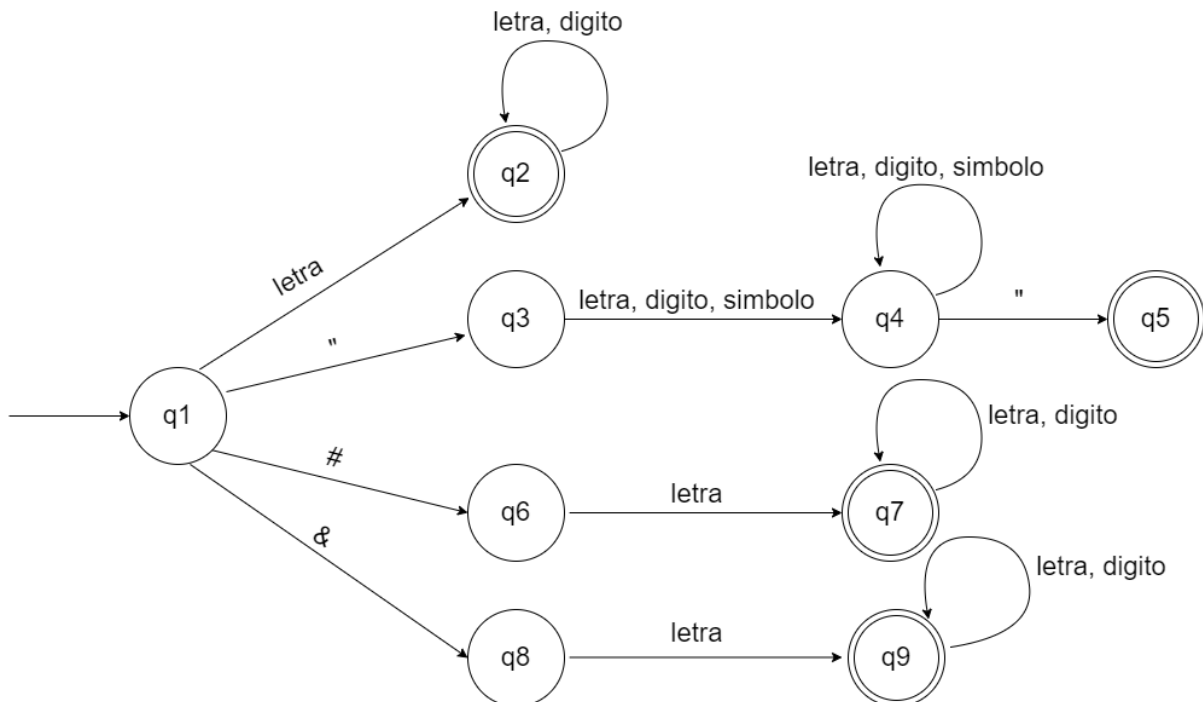 letra, digito
q2
letra, digito, simbolo
letra
"
q3
letra, digito, simbolo
q4
"
q5
q1
#
q6
letra
q7
letra, digito
&
q8
letra
q9
letra, digito